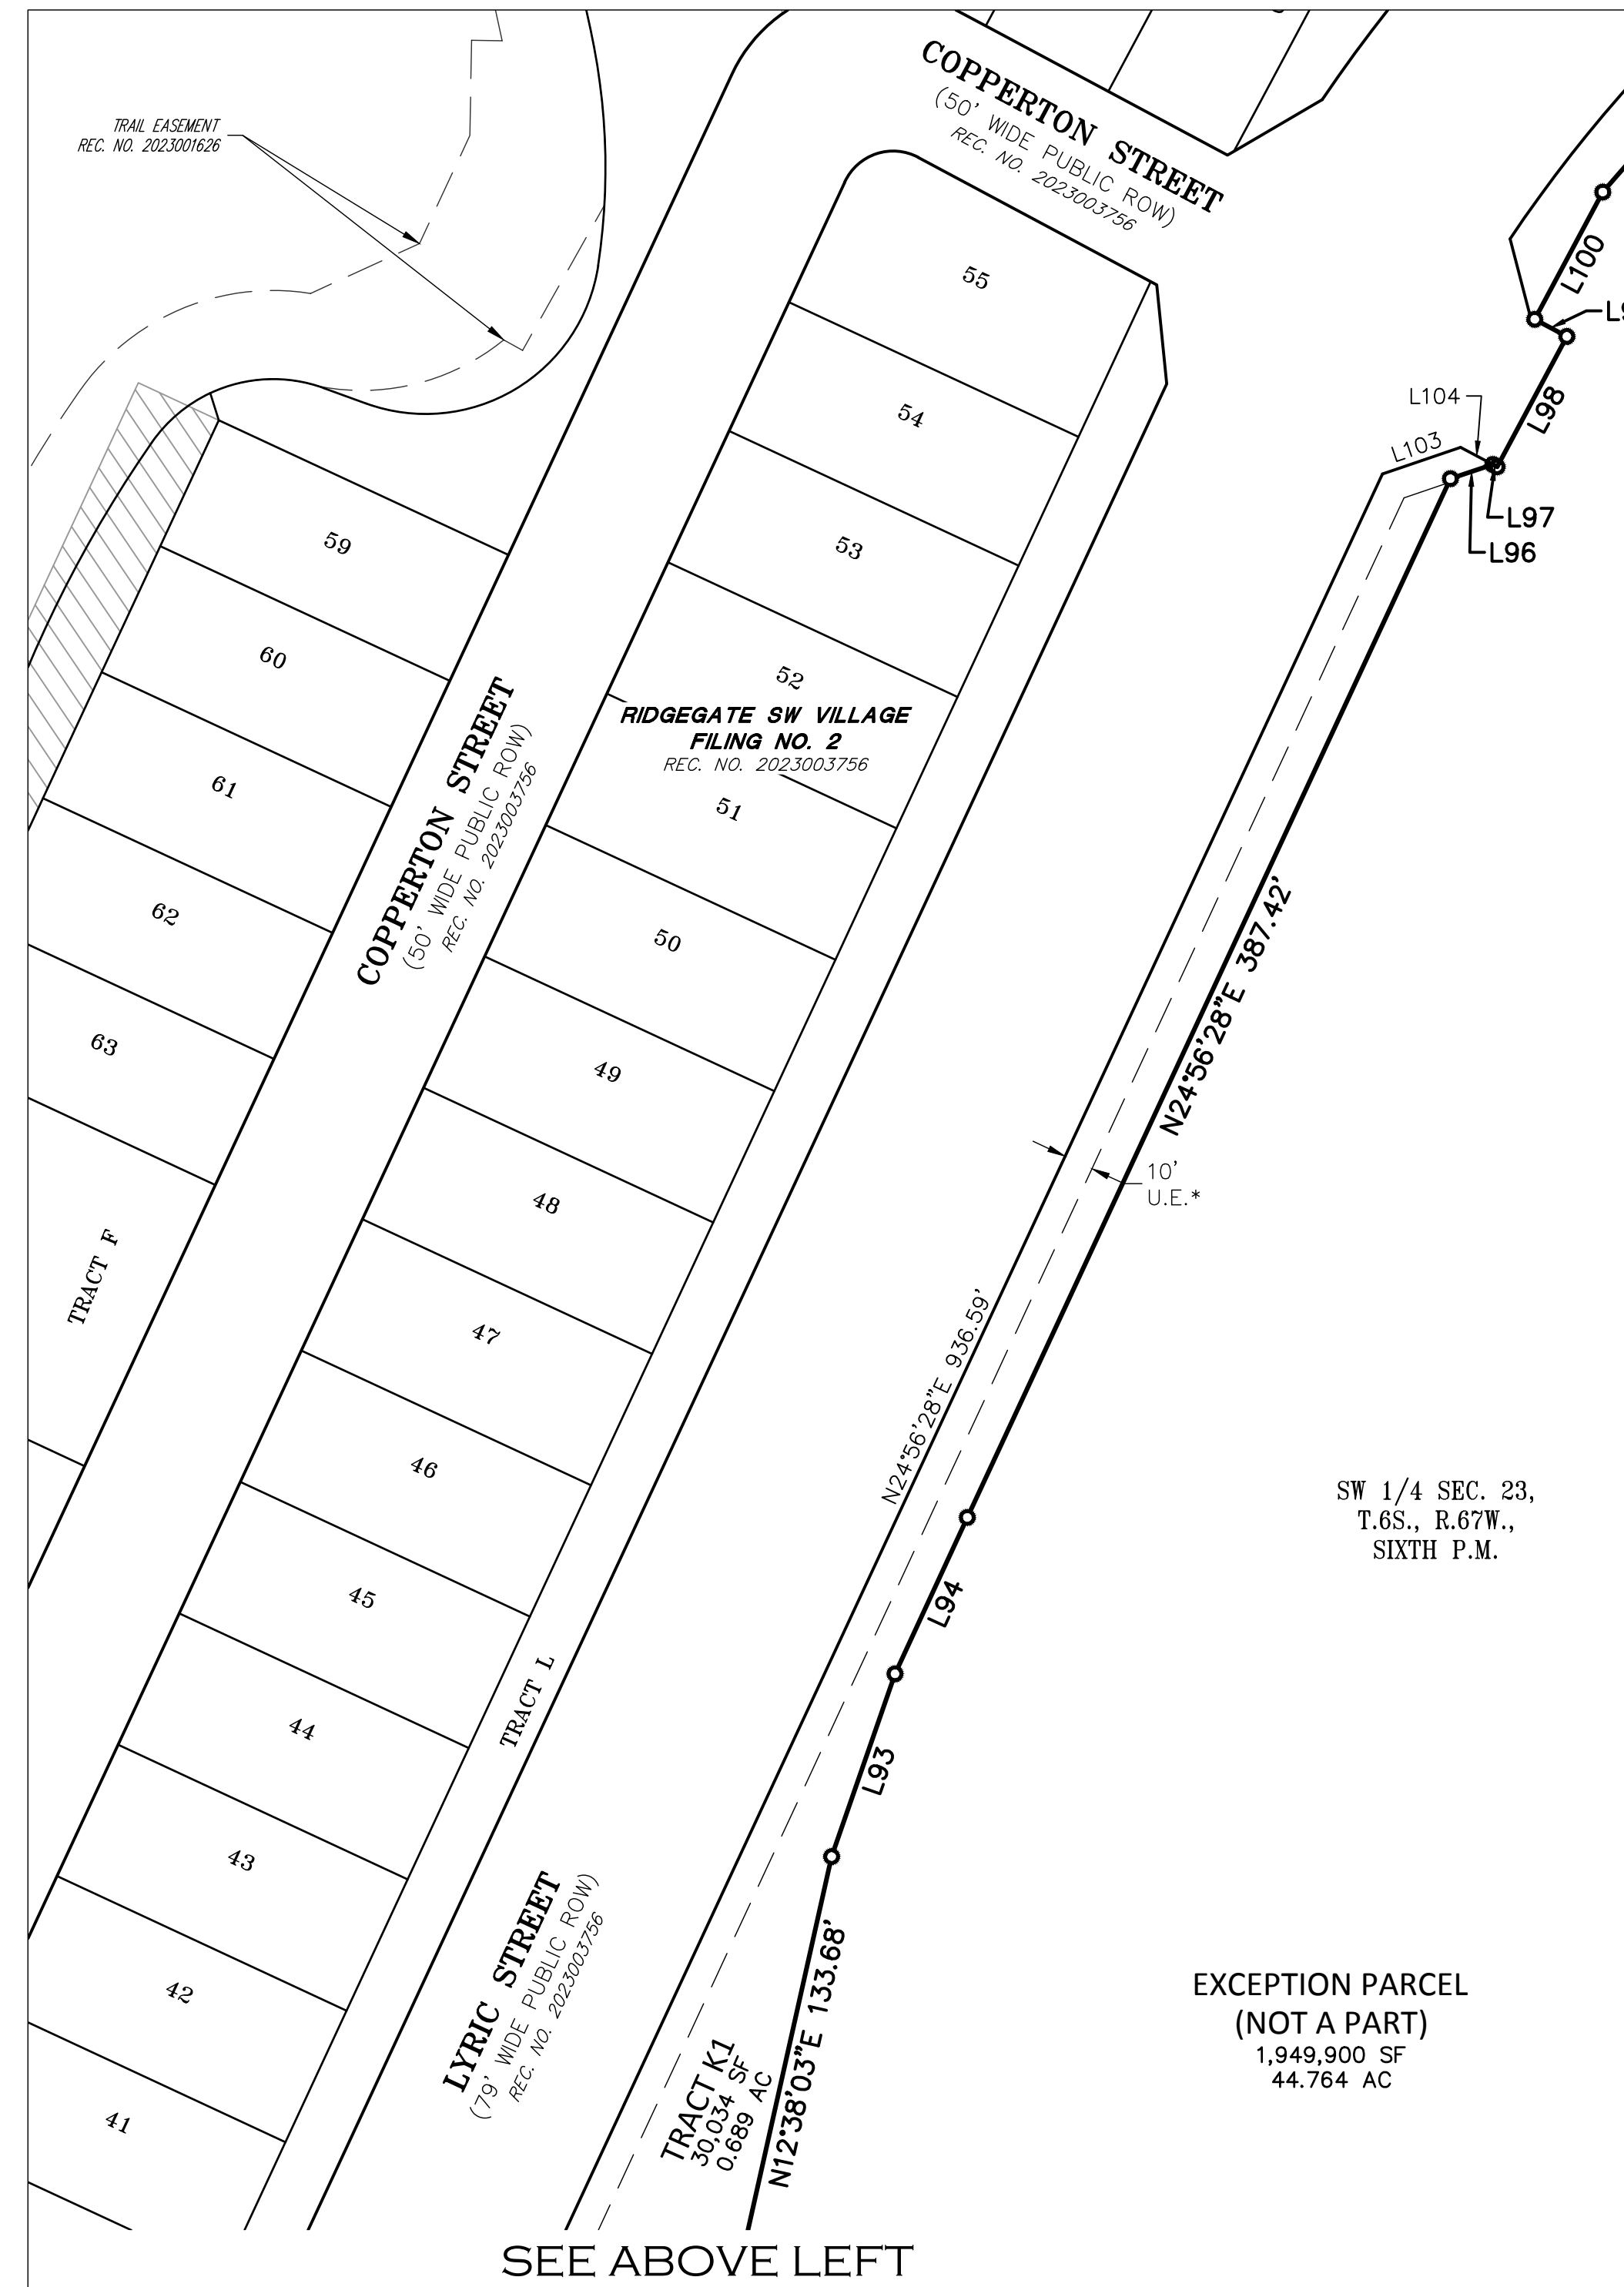 COPPERTON STREET
(50' WIDE PUBLIC ROW)
REC. NO. 2023003756
TRAIL EASEMENT
REC. NO. 2023001626
L100
L98
L104
L103
L97
L96
55
54
53
52
RIDGEGATE SW VILLAGE
FILING NO. 2
REC. NO. 2023003756
51
50
49
48
47
46
45
44
43
42
41
59
60
61
62
63
COPPERTON STREET
(50' WIDE PUBLIC ROW)
REC. NO. 2023003756
TRACT F
N24°56'28"E 387.42'
10'
U.E.*
N24°56'28"E 936.59'
SW 1/4 SEC. 23,
T.6S., R.67W.,
SIXTH P.M.
L94
L93
TRACT L
LYRIC STREET
(79' WIDE PUBLIC ROW)
REC. NO. 2023003756
TRACT K1
30,034 SF
0.689 AC
N12°38'03"E 133.68'
EXCEPTION PARCEL
(NOT A PART)
1,949,900 SF
44.764 AC
SEE ABOVE LEFT